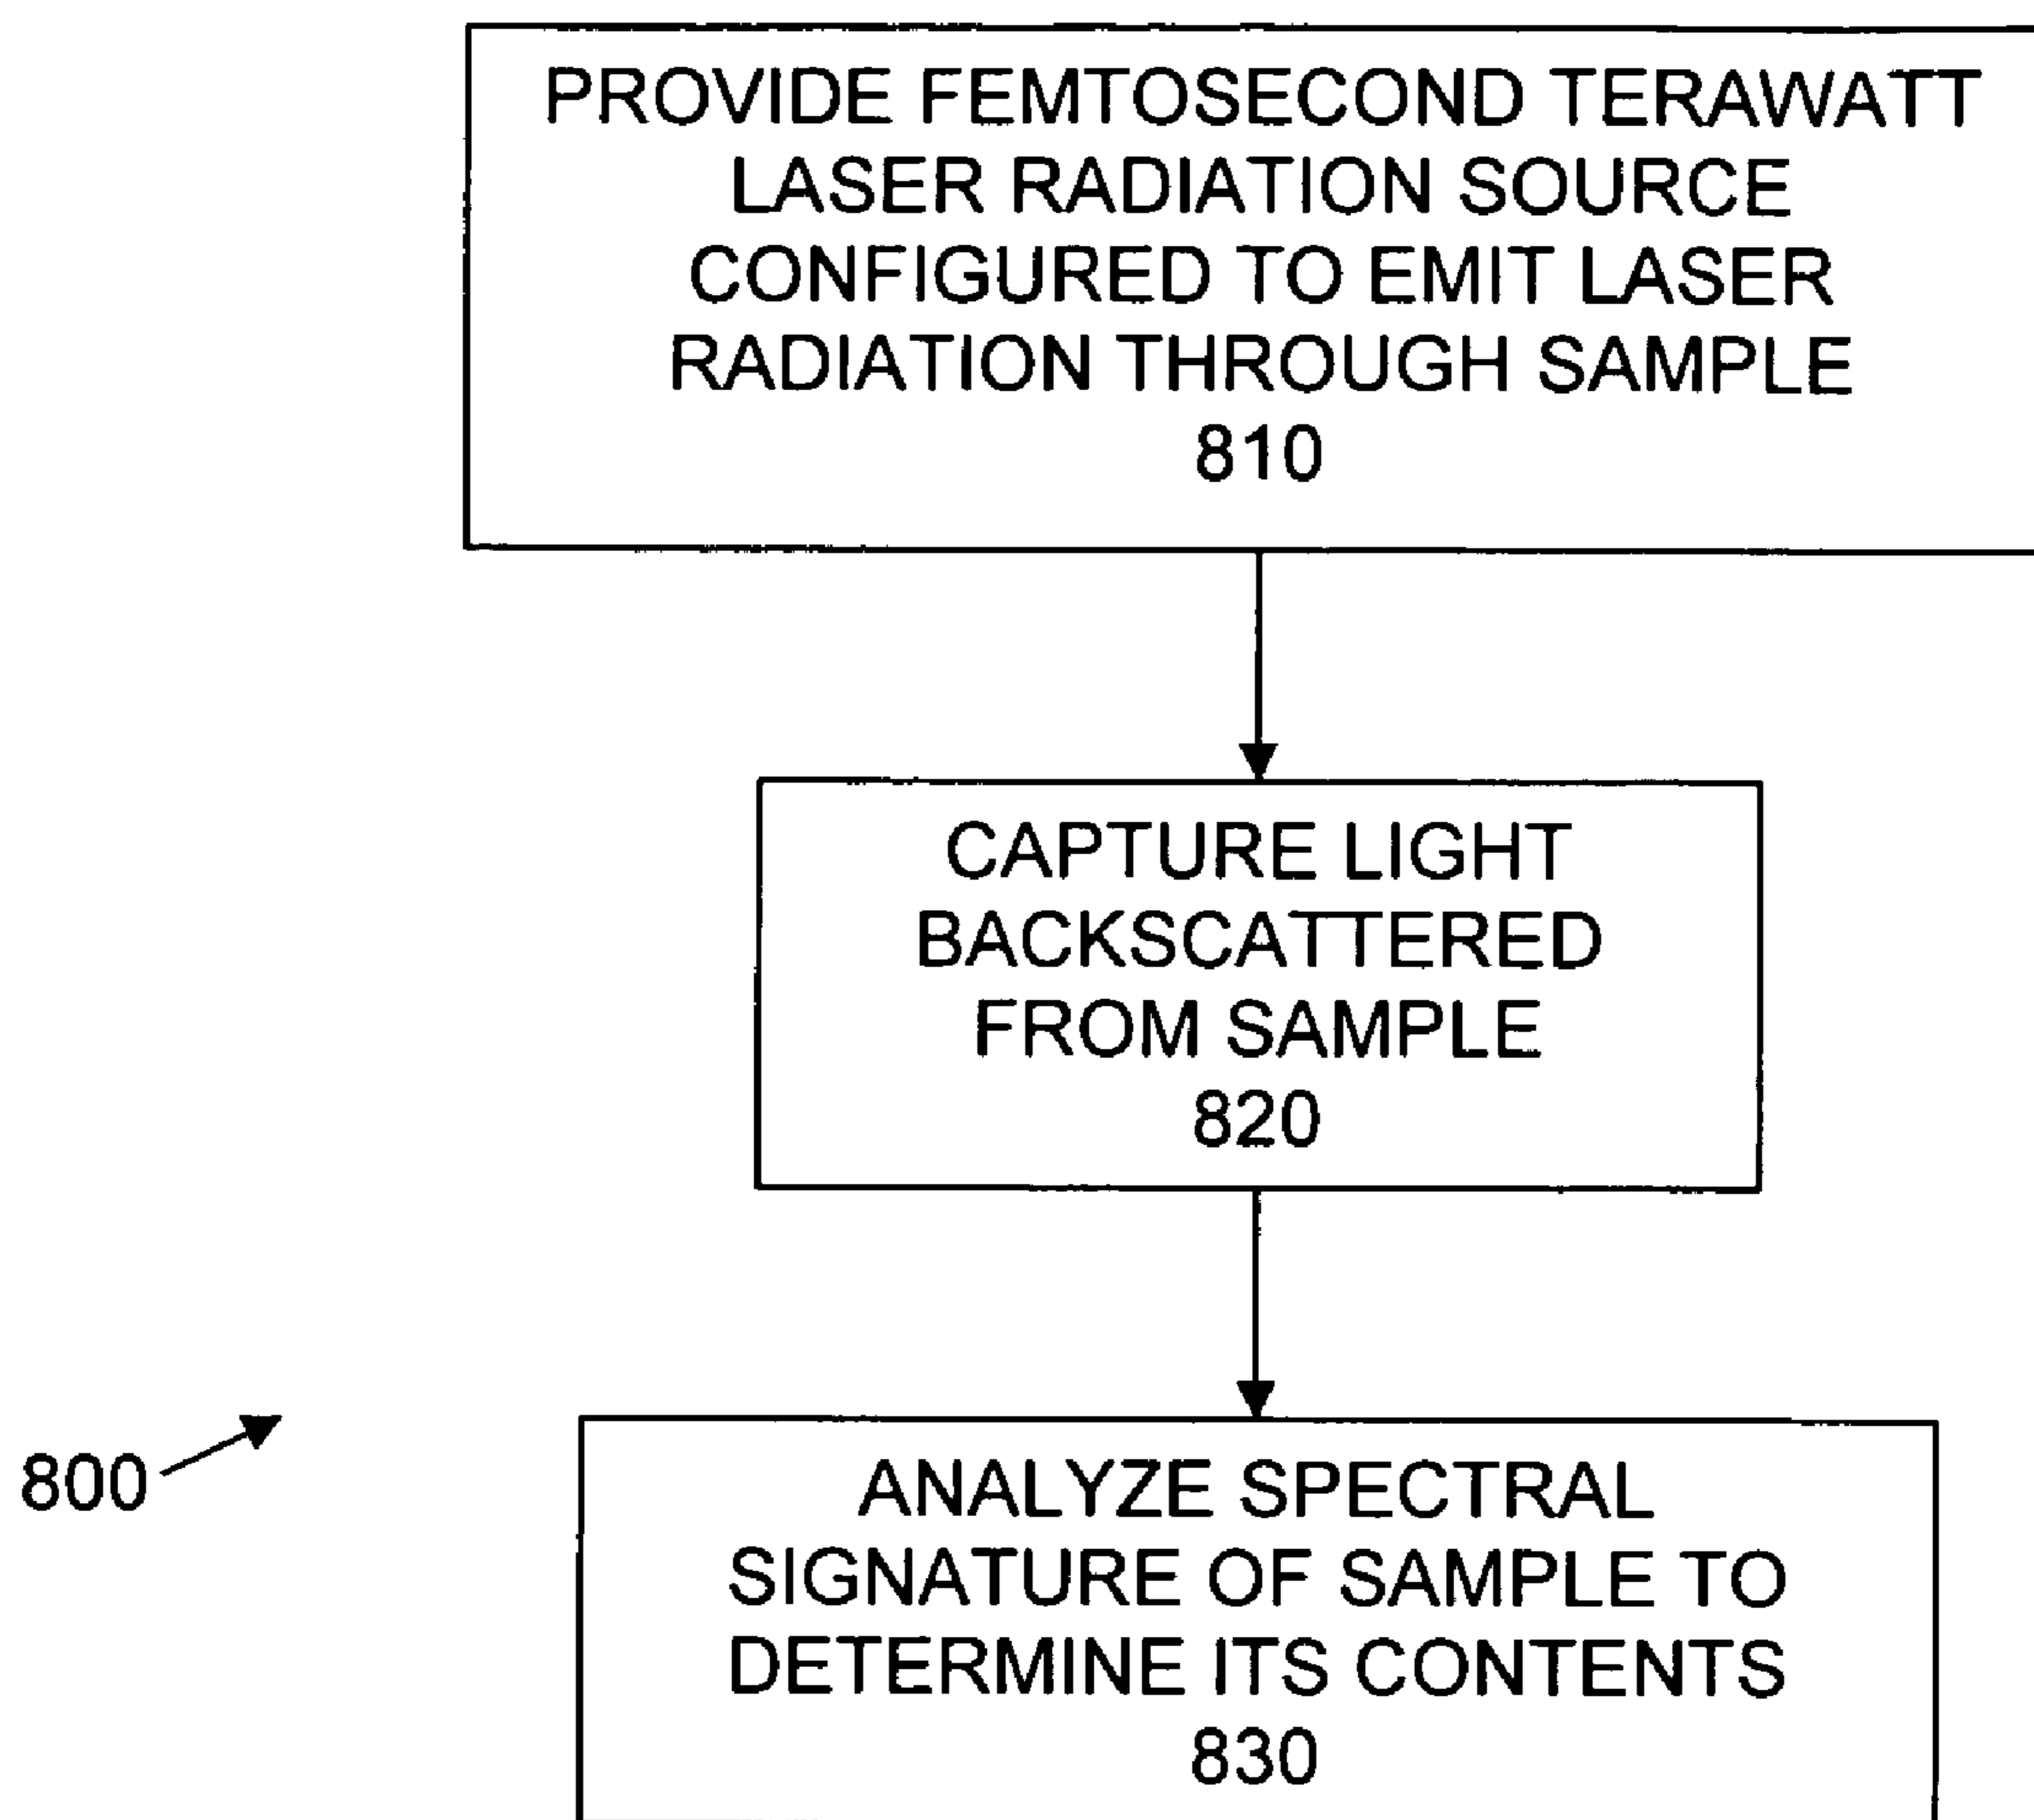 PROVIDE FEMTOSECOND TERAWATT
LASER RADIATION SOURCE
CONFIGURED TO EMIT LASER
RADIATION THROUGH SAMPLE
810
CAPTURE LIGHT
BACKSCATTERED
FROM SAMPLE
820
800
ANALYZE SPECTRAL
SIGNATURE OF SAMPLE TO
DETERMINE ITS CONTENTS
830